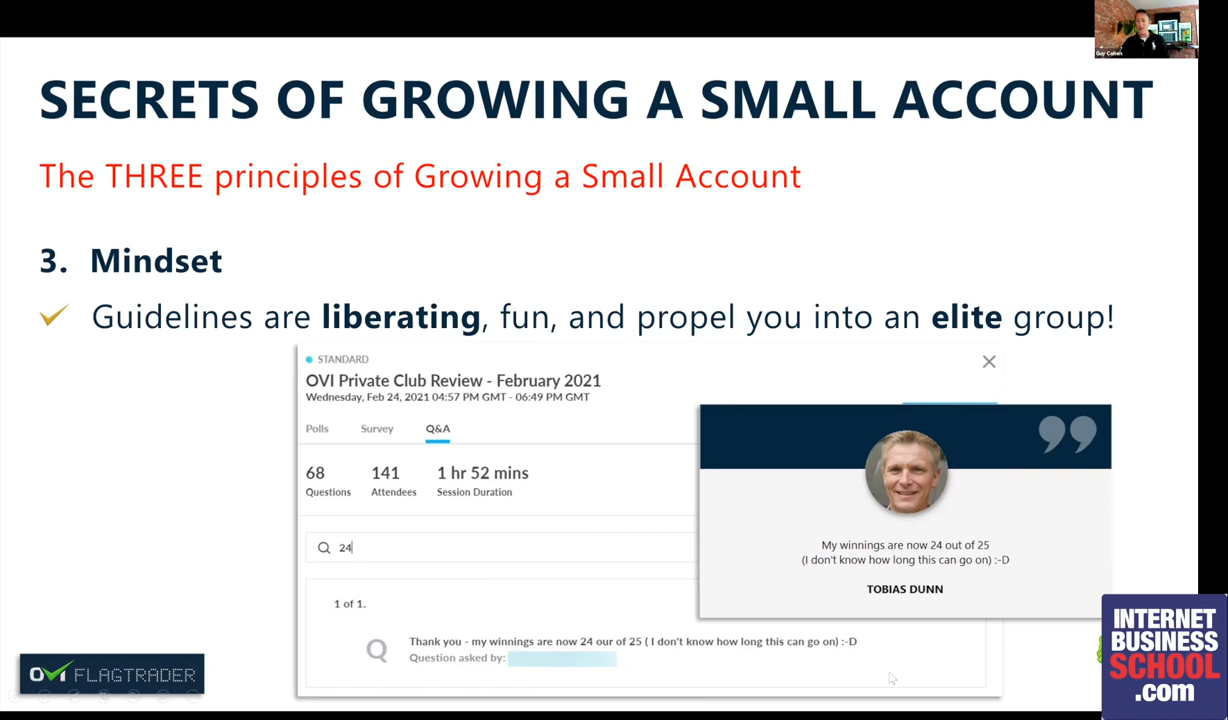 Guy Cohen
SECRETS OF GROWING A SMALL ACCOUNT
The THREE principles of Growing a Small Account
3. Mindset
Guidelines are liberating, fun, and propel you into an elite group!
STANDARD
OVI Private Club Review - February 2021
Wednesday, Feb 24, 2021 04:57 PM GMT - 06:49 PM GMT
Polls Survey Q&A
68 141 1 hr 52 mins
Questions Attendees Session Duration
24
1 of 1.
Q
Thank you - my winnings are now 24 our of 25 ( I don't know how long this can go on) :-D
Question asked by:
My winnings are now 24 out of 25
(I don't know how long this can go on) :-D
TOBIAS DUNN
OVI FLAGTRADER
INTERNET
BUSINESS
SCHOOL
.com